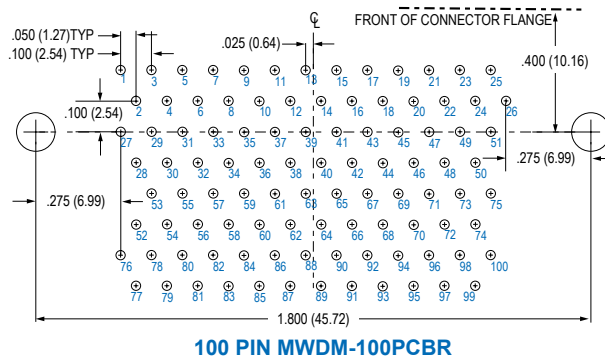 ℄
FRONT OF CONNECTOR FLANGE
.050 (1.27)TYP
.100 (2.54) TYP
.025 (0.64)
.400 (10.16)
1 3 5 7 9 11 13 15 17 19 21 23 25
.100 (2.54)
2 4 6 8 10 12 14 16 18 20 22 24 26
27 29 31 33 35 37 39 41 43 45 47 49 51
28 30 32 34 36 38 40 42 44 46 48 50
.275 (6.99)
.275 (6.99)
53 55 57 59 61 63 65 67 69 71 73 75
52 54 56 58 60 62 64 66 68 70 72 74
76 78 80 82 84 86 88 90 92 94 96 98 100
77 79 81 83 85 87 89 91 93 95 97 99
1.800 (45.72)
100 PIN MWDM-100PCBR